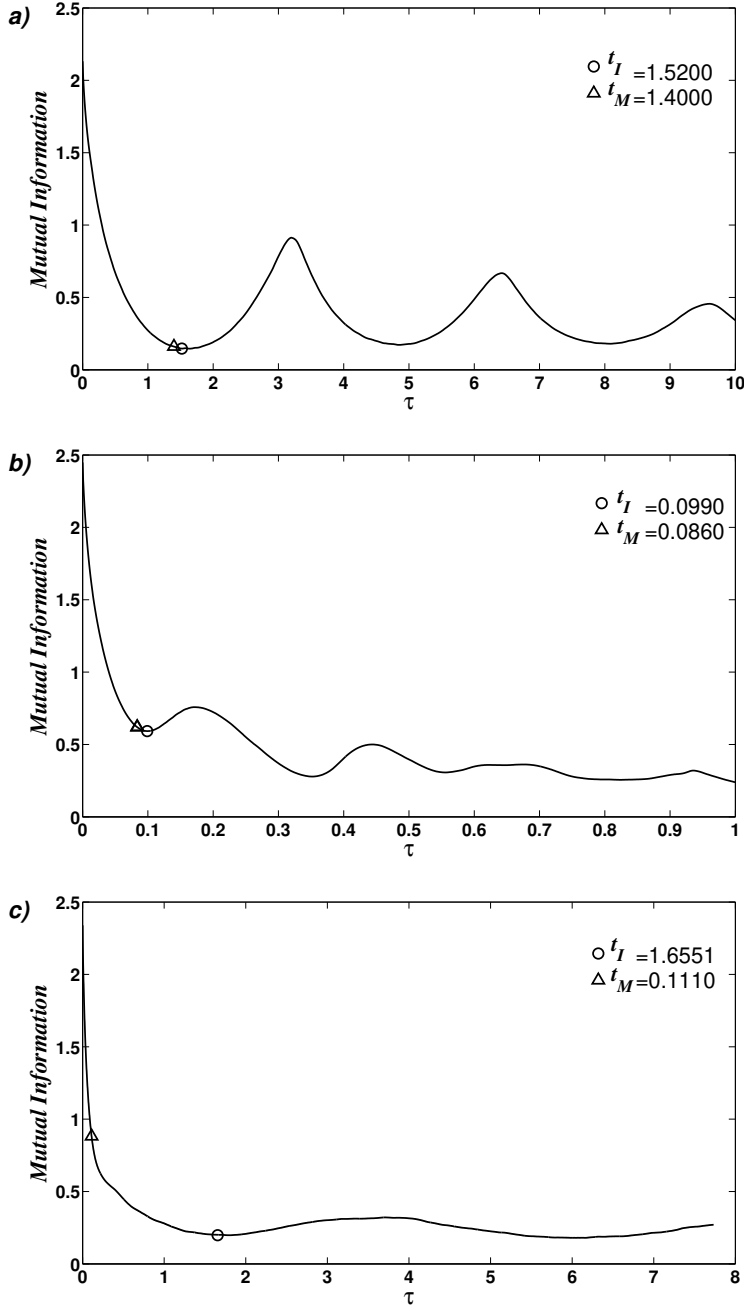 a)
2.5
2
1.5
1
0.5
0
Mutual Information
t_I =1.5200
t_M =1.4000
0 1 2 3 4 5 6 7 8 9 10
τ
b)
2.5
2
1.5
1
0.5
0
Mutual Information
t_I =0.0990
t_M =0.0860
0 0.1 0.2 0.3 0.4 0.5 0.6 0.7 0.8 0.9 1
τ
c)
2.5
2
1.5
1
0.5
0
Mutual Information
t_I =1.6551
t_M =0.1110
0 1 2 3 4 5 6 7 8
τ